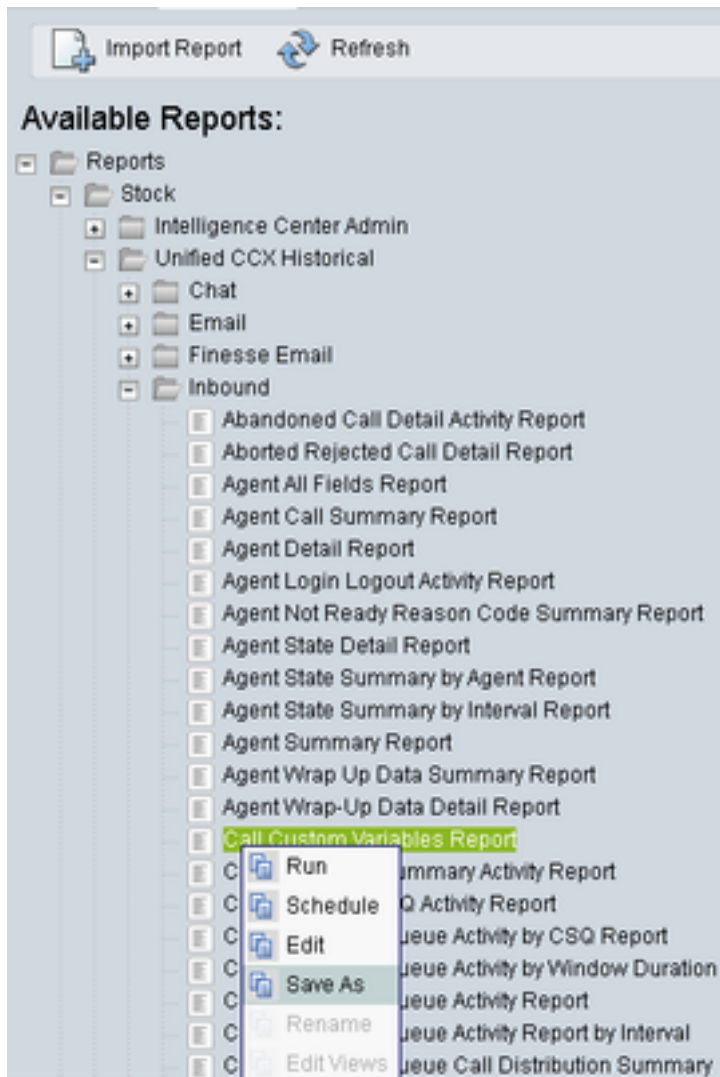 Import Report Refresh
Available Reports:
Reports
Stock
Intelligence Center Admin
Unified CCX Historical
Chat
Email
Finesse Email
Inbound
Abandoned Call Detail Activity Report
Aborted Rejected Call Detail Report
Agent All Fields Report
Agent Call Summary Report
Agent Detail Report
Agent Login Logout Activity Report
Agent Not Ready Reason Code Summary Report
Agent State Detail Report
Agent State Summary by Agent Report
Agent State Summary by Interval Report
Agent Summary Report
Agent Wrap Up Data Summary Report
Agent Wrap-Up Data Detail Report
Call Custom Variables Report
Run
C Activity Report
Schedule
C Activity Report
Edit
C Activity by CSQ Report
Save As
C Activity by Window Duration
C Activity Report
Rename
C Activity Report by Interval
Edit Views
C Call Distribution Summary